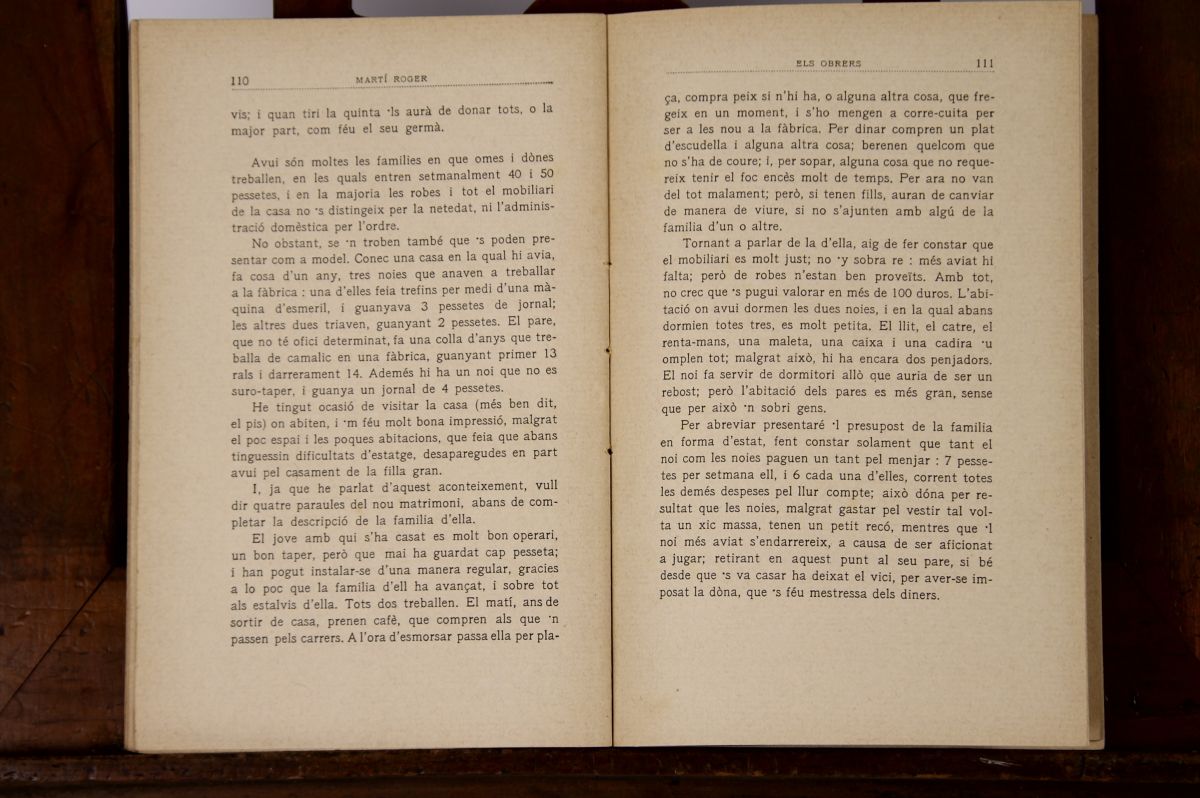 110
MARTÍ ROGER
vis; i quan tiri la quinta ·ls aurà de donar tots, o la
major part, com féu el seu germà.
Avui són moltes les families en que omes i dònes
treballen, en les quals entren setmanalment 40 i 50
pessetes, i en la majoria les robes i tot el mobiliari
de la casa no ·s distingeix per la netedat, ni l'adminis-
tració domèstica per l'ordre.
No obstant, se ·n troben també que ·s poden pre-
sentar com a model. Conec una casa en la qual hi avia,
fa cosa d'un any, tres noies que anaven a treballar
a la fàbrica : una d'elles feia trefins per medi d'una mà-
quina d'esmeril, i guanyava 3 pessetes de jornal;
les altres dues triaven, guanyant 2 pessetes. El pare,
que no té ofici determinat, fa una colla d'anys que tre-
balla de camalic en una fàbrica, guanyant primer 13
rals i darrerament 14. Ademés hi ha un noi que no es
suro-taper, i guanya un jornal de 4 pessetes.
He tingut ocasió de visitar la casa (més ben dit,
el pis) on abiten, i ·m féu molt bona impressió, malgrat
el poc espai i les poques abitacions, que feia que abans
tinguessin dificultats d'estatge, desaparegudes en part
avui pel casament de la filla gran.
I, ja que he parlat d'aquest aconteixement, vull
dir quatre paraules del nou matrimoni, abans de com-
pletar la descripció de la familia d'ella.
El jove amb qui s'ha casat es molt bon operari,
un bon taper, però que mai ha guardat cap pesseta;
i han pogut instalar-se d'una manera regular, gracies
a lo poc que la familia d'ell ha avançat, i sobre tot
als estalvis d'ella. Tots dos treballen. El matí, ans de
sortir de casa, prenen cafè, que compren als que ·n
passen pels carrers. A l'ora d'esmorsar passa ella per pla-
ELS OBRERS
111
ça, compra peix si n'hi ha, o alguna altra cosa, que fre-
geix en un moment, i s'ho mengen a corre-cuita per
ser a les nou a la fàbrica. Per dinar compren un plat
d'escudella i alguna altra cosa; berenen quelcom que
no s'ha de coure; i, per sopar, alguna cosa que no reque-
reix tenir el foc encès molt de temps. Per ara no van
del tot malament; però, si tenen fills, auran de canviar
de manera de viure, si no s'ajunten amb algú de la
familia d'un o altre.
Tornant a parlar de la d'ella, aig de fer constar que
el mobiliari es molt just; no ·y sobra re : més aviat hi
falta; però de robes n'estan ben proveïts. Amb tot,
no crec que ·s pugui valorar en més de 100 duros. L'abi-
tació on avui dormen les dues noies, i en la qual abans
dormien totes tres, es molt petita. El llit, el catre, el
renta-mans, una maleta, una caixa i una cadira ·u
omplen tot; malgrat això, hi ha encara dos penjadors.
El noi fa servir de dormitori allò que auria de ser un
rebost; però l'abitació dels pares es més gran, sense
que per això ·n sobri gens.
Per abreviar presentaré ·l presupost de la familia
en forma d'estat, fent constar solament que tant el
noi com les noies paguen un tant pel menjar : 7 pesse-
tes per setmana ell, i 6 cada una d'elles, corrent totes
les demés despeses pel llur compte; això dóna per re-
sultat que les noies, malgrat gastar pel vestir tal vol-
ta un xic massa, tenen un petit recó, mentres que ·l
noi més aviat s'endarrereix, a causa de ser aficionat
a jugar; retirant en aquest punt al seu pare, si bé
desde que ·s va casar ha deixat el vici, per aver-se im-
posat la dòna, que ·s féu mestressa dels diners.